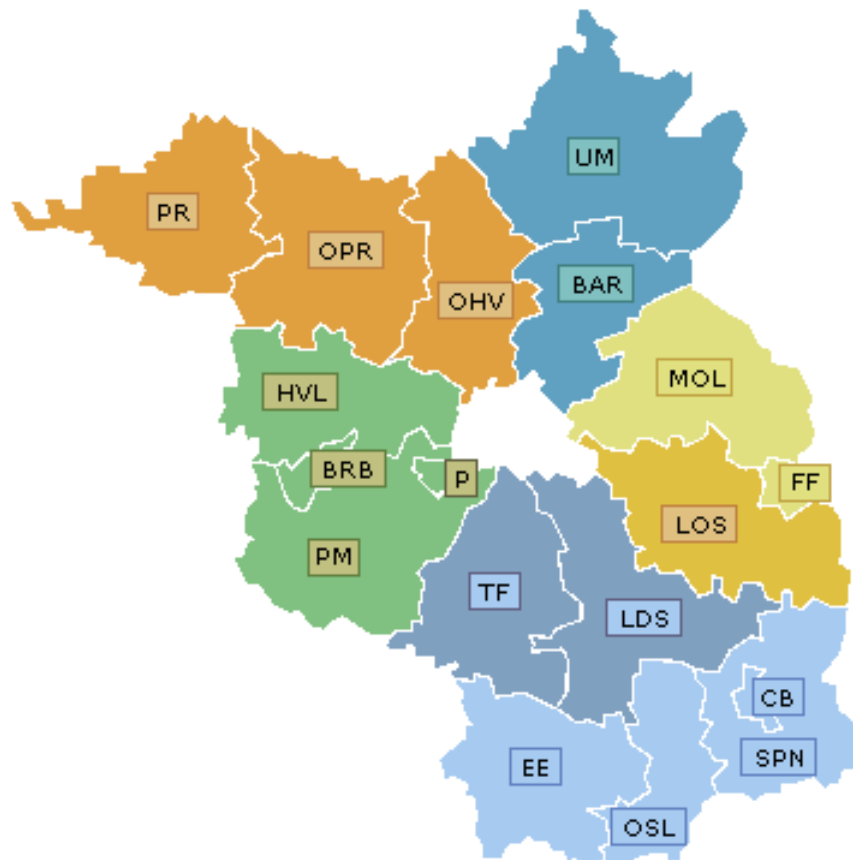 UM
PR
OPR
BAR
OHV
MOL
HVL
BRB
P
FF
LOS
PM
TF
LDS
CB
SPN
EE
OSL